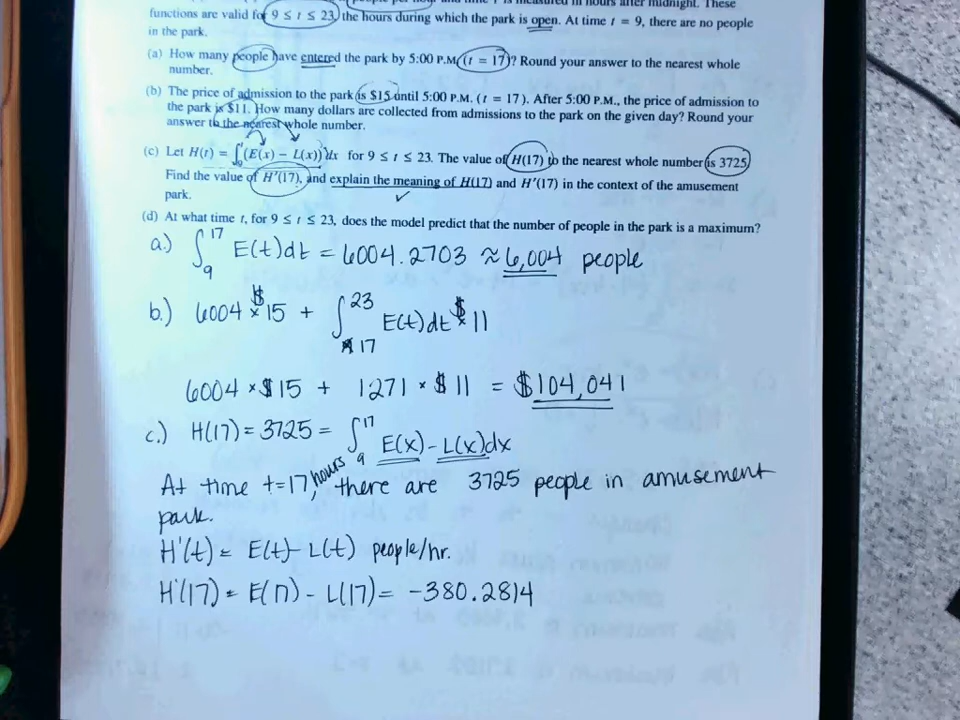 functions are valid for 9 ≤ t ≤ 23, the hours during which the park is open. At time t = 9, there are no people
in the park.
(a) How many people have entered the park by 5:00 P.M. (t = 17)? Round your answer to the nearest whole
number.
(b) The price of admission to the park is $15 until 5:00 P.M. (t = 17). After 5:00 P.M., the price of admission to
the park is $11. How many dollars are collected from admissions to the park on the given day? Round your
answer to the nearest whole number.
(c) Let H(t) = ∫₉ᵗ (E(x) − L(x)) dx for 9 ≤ t ≤ 23. The value of H(17) to the nearest whole number is 3725.
Find the value of H′(17), and explain the meaning of H(17) and H′(17) in the context of the amusement
park.
(d) At what time t, for 9 ≤ t ≤ 23, does the model predict that the number of people in the park is a maximum?
a.) ∫₉¹⁷ E(t)dt = 6004.2703 ≈ 6,004 people
b.) 6004 × $15 + ∫₁₇²³ E(t)dt × $11
6004 × $15 + 1271 × $11 = $104,041
c.) H(17) = 3725 = ∫₉¹⁷ E(x) - L(x)dx
At time t=17 hours, there are 3725 people in amusement
park.
H'(t) = E(t) - L(t) people/hr.
H'(17) = E(17) - L(17) = -380.2814